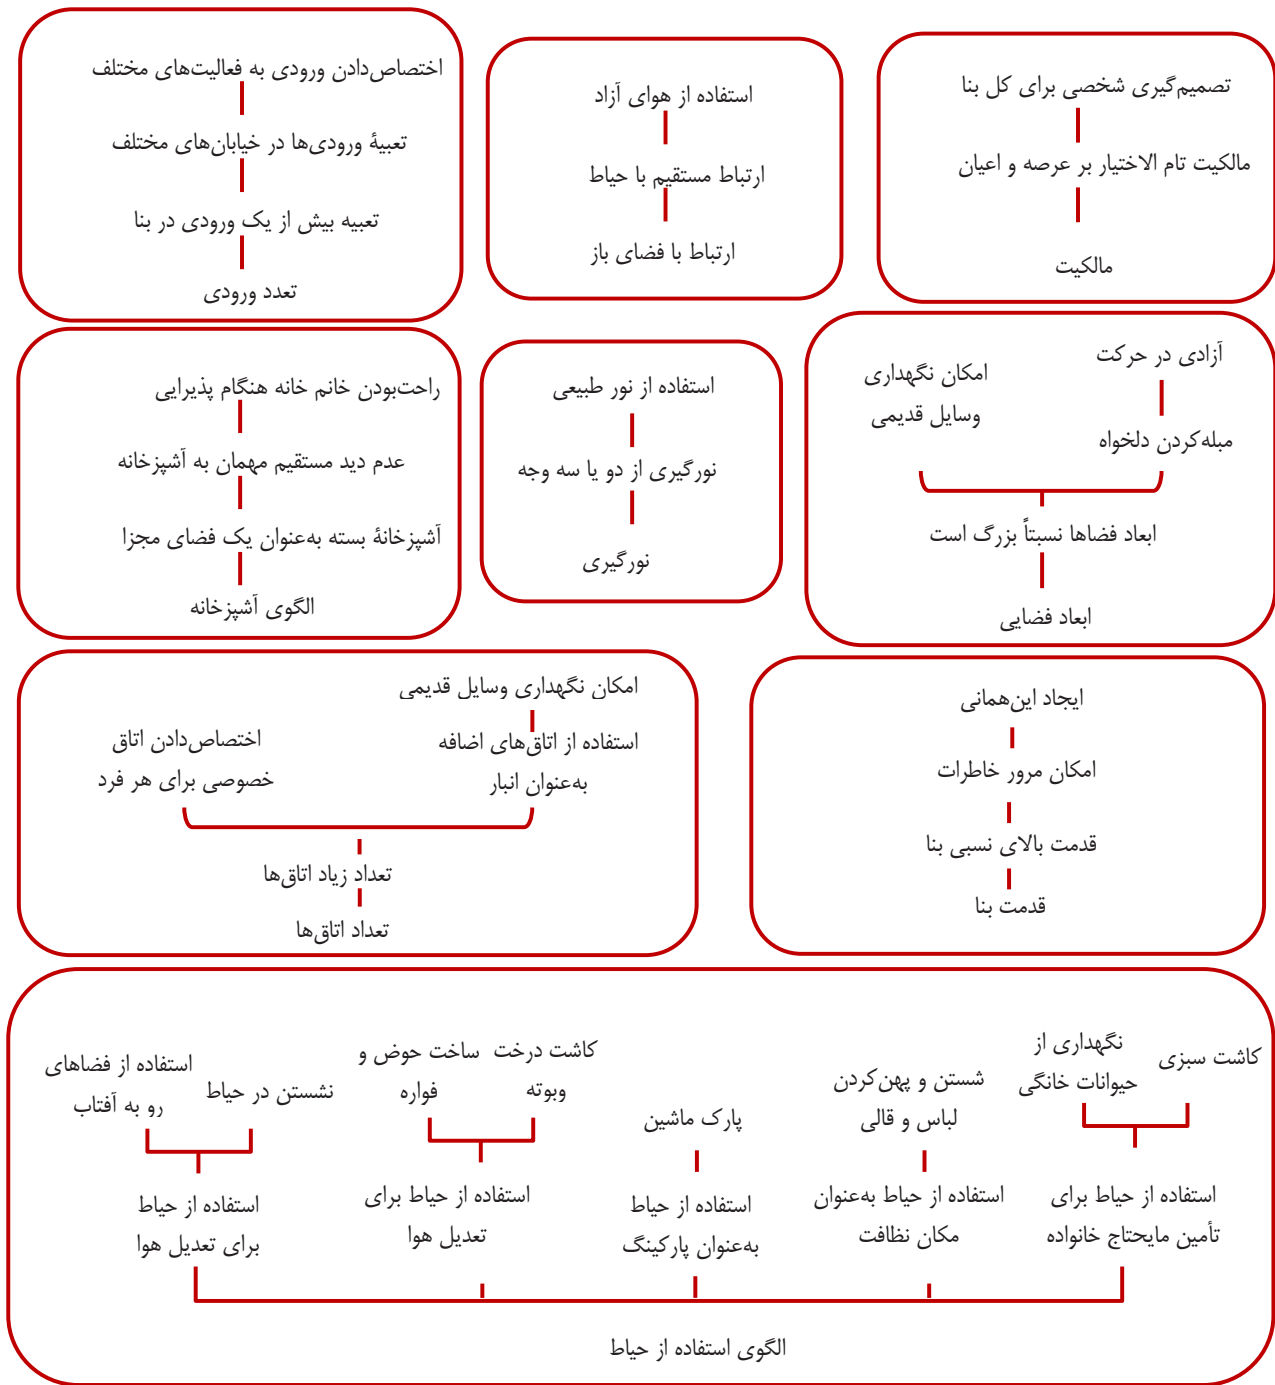 تصمیم‌گیری شخصی برای کل بنا
مالکیت تام الاختیار بر عرصه و اعیان
مالکیت
استفاده از هوای آزاد
ارتباط مستقیم با حیاط
ارتباط با فضای باز
اختصاص‌دادن ورودی به فعالیت‌های مختلف
تعبیهٔ ورودی‌ها در خیابان‌های مختلف
تعبیه بیش از یک ورودی در بنا
تعدد ورودی
آزادی در حرکت
مبله‌کردن دلخواه
امکان نگهداری
وسایل قدیمی
ابعاد فضاها نسبتاً بزرگ است
ابعاد فضایی
استفاده از نور طبیعی
نورگیری از دو یا سه وجه
نورگیری
راحت‌بودن خانم خانه هنگام پذیرایی
عدم دید مستقیم مهمان به آشپزخانه
آشپزخانهٔ بسته به‌عنوان یک فضای مجزا
الگوی آشپزخانه
ایجاد این‌همانی
امکان مرور خاطرات
قدمت بالای نسبی بنا
قدمت بنا
امکان نگهداری وسایل قدیمی
استفاده از اتاق‌های اضافه
به‌عنوان انبار
اختصاص‌دادن اتاق
خصوصی برای هر فرد
تعداد زیاد اتاق‌ها
تعداد اتاق‌ها
کاشت سبزی
نگهداری از
حیوانات خانگی
استفاده از حیاط برای
تأمین مایحتاج خانواده
شستن و پهن‌کردن
لباس و قالی
استفاده از حیاط به‌عنوان
مکان نظافت
پارک ماشین
استفاده از حیاط
به‌عنوان پارکینگ
کاشت درخت
وبوته
ساخت حوض و
فواره
استفاده از حیاط برای
تعدیل هوا
نشستن در حیاط
استفاده از فضاهای
رو به آفتاب
استفاده از حیاط
برای تعدیل هوا
الگوی استفاده از حیاط